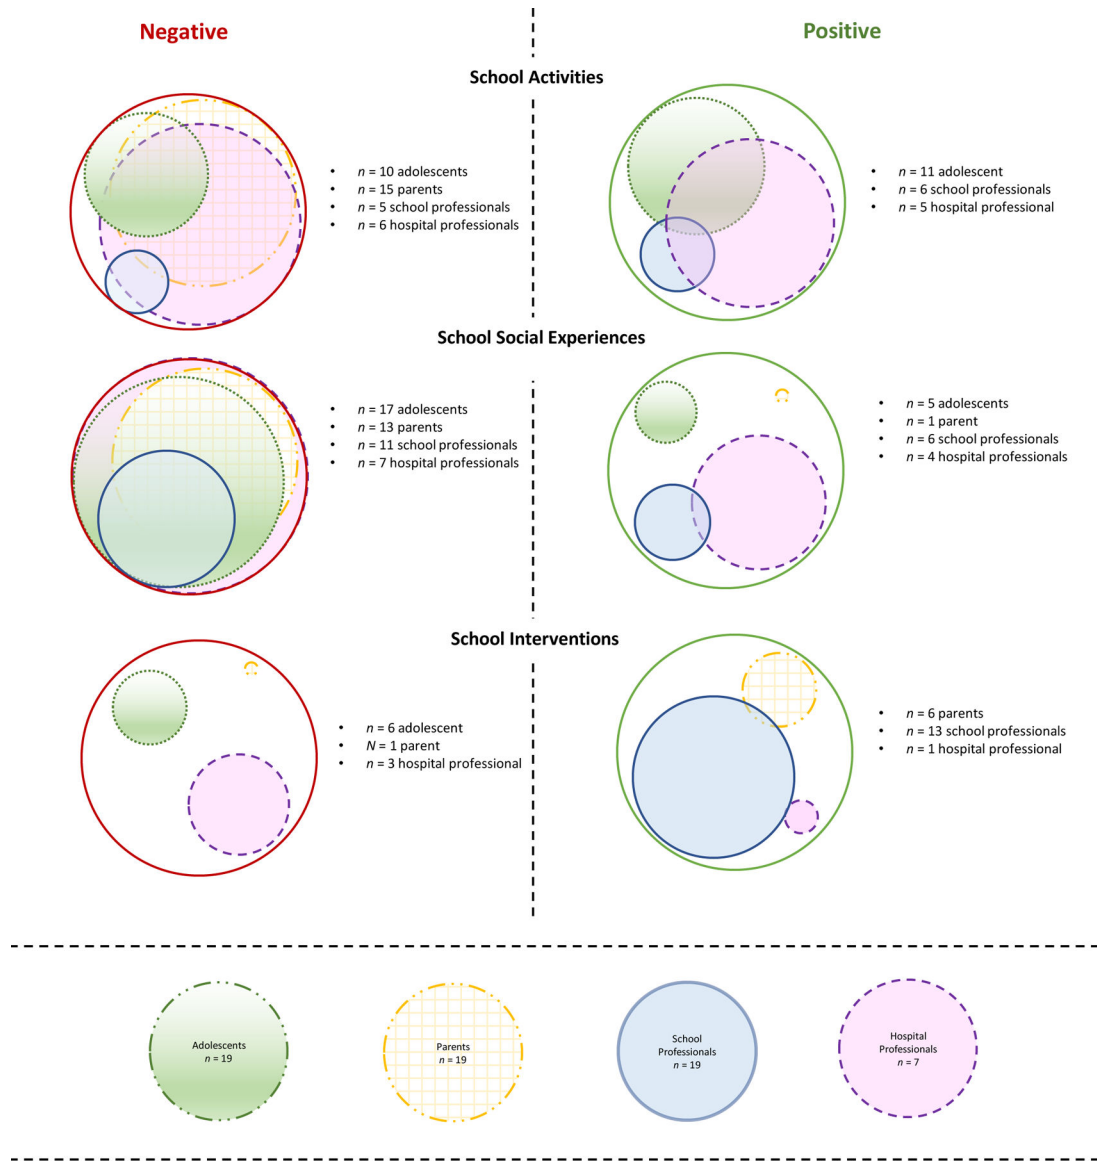 Negative
Positive
School Activities
• n = 10 adolescents
• n = 15 parents
• n = 5 school professionals
• n = 6 hospital professionals
• n = 11 adolescent
• n = 6 school professionals
• n = 5 hospital professional
School Social Experiences
• n = 17 adolescents
• n = 13 parents
• n = 11 school professionals
• n = 7 hospital professionals
• n = 5 adolescents
• n = 1 parent
• n = 6 school professionals
• n = 4 hospital professionals
School Interventions
• n = 6 adolescent
• N = 1 parent
• n = 3 hospital professional
• n = 6 parents
• n = 13 school professionals
• n = 1 hospital professional
Adolescents
n = 19
Parents
n = 19
School
Professionals
n = 19
Hospital
Professionals
n = 7